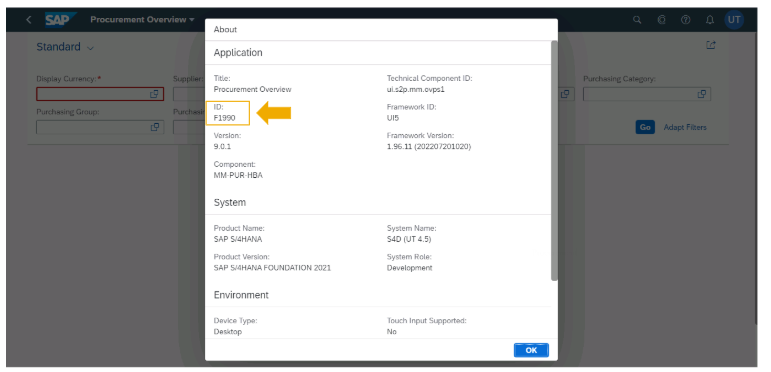 SAP Procurement Overview UT
About
Standard
Application
Display Currency:*
Supplier:
Purchasing Category:
Title:
Procurement Overview
Technical Component ID:
ui.s2p.mm.ovps1
Purchasing Group:
ID:
F1990
Framework ID:
UI5
Go Adapt Filters
Version:
9.0.1
Framework Version:
1.96.11 (202207201020)
Component:
MM-PUR-HBA
System
Product Name:
SAP S/4HANA
System Name:
S4D (UT 4.5)
Product Version:
SAP S/4HANA FOUNDATION 2021
System Role:
Development
Environment
Device Type:
Desktop
Touch Input Supported:
No
OK